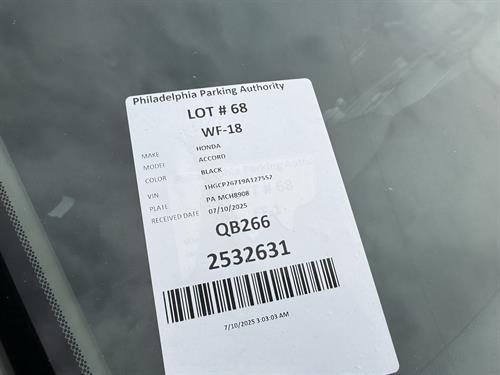 Philadelphia Parking Authority
LOT # 68
WF-18
MAKE HONDA
MODEL ACCORD
COLOR BLACK
VIN 1HGCP26719A127552
PLATE PA MCH8908
RECEIVED DATE 07/10/2025
QB266
2532631
7/10/2025 3:03:03 AM